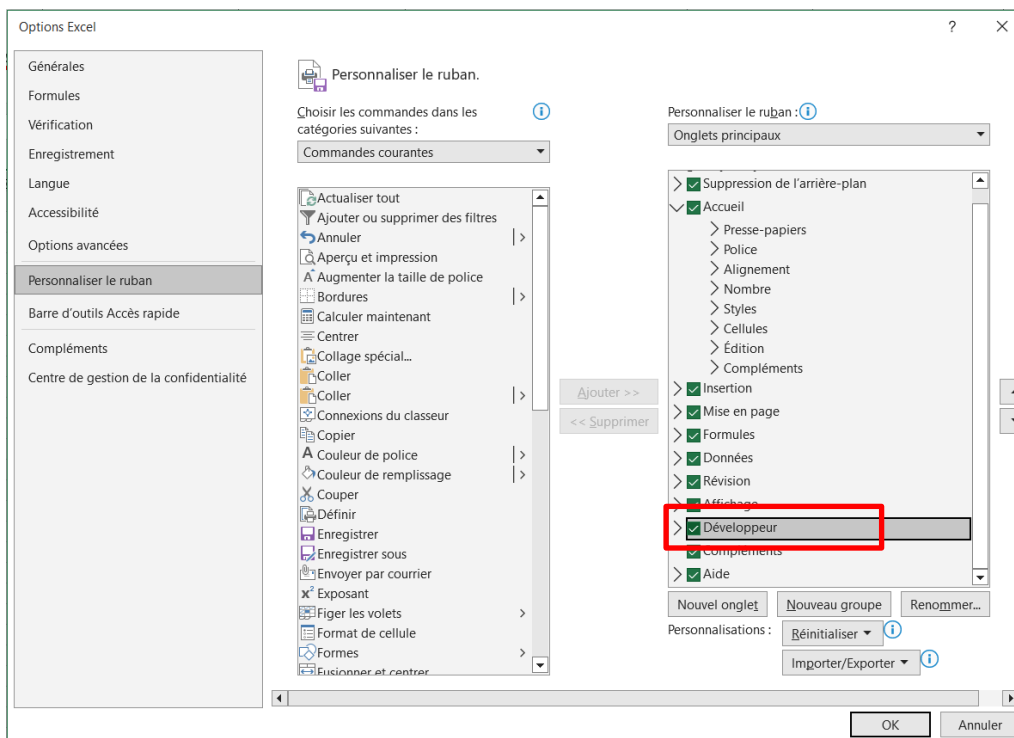 Options Excel
?
Générales
Formules
Vérification
Enregistrement
Langue
Accessibilité
Options avancées
Personnaliser le ruban
Barre d'outils Accès rapide
Compléments
Centre de gestion de la confidentialité
Personnaliser le ruban.
Choisir les commandes dans les
catégories suivantes :
Commandes courantes
Actualiser tout
Ajouter ou supprimer des filtres
Annuler
Aperçu et impression
Augmenter la taille de police
Bordures
Calculer maintenant
Centrer
Collage spécial...
Coller
Coller
Connexions du classeur
Copier
Couleur de police
Couleur de remplissage
Couper
Définir
Enregistrer
Enregistrer sous
Envoyer par courrier
Exposant
Figer les volets
Format de cellule
Formes
Fusionner et centrer
Ajouter >>
<< Supprimer
Personnaliser le ruban :
Onglets principaux
Suppression de l'arrière-plan
Accueil
Presse-papiers
Police
Alignement
Nombre
Styles
Cellules
Édition
Compléments
Insertion
Mise en page
Formules
Données
Révision
Affichage
Développeur
Compléments
Aide
Nouvel onglet
Nouveau groupe
Renommer...
Personnalisations :
Réinitialiser
Importer/Exporter
OK
Annuler